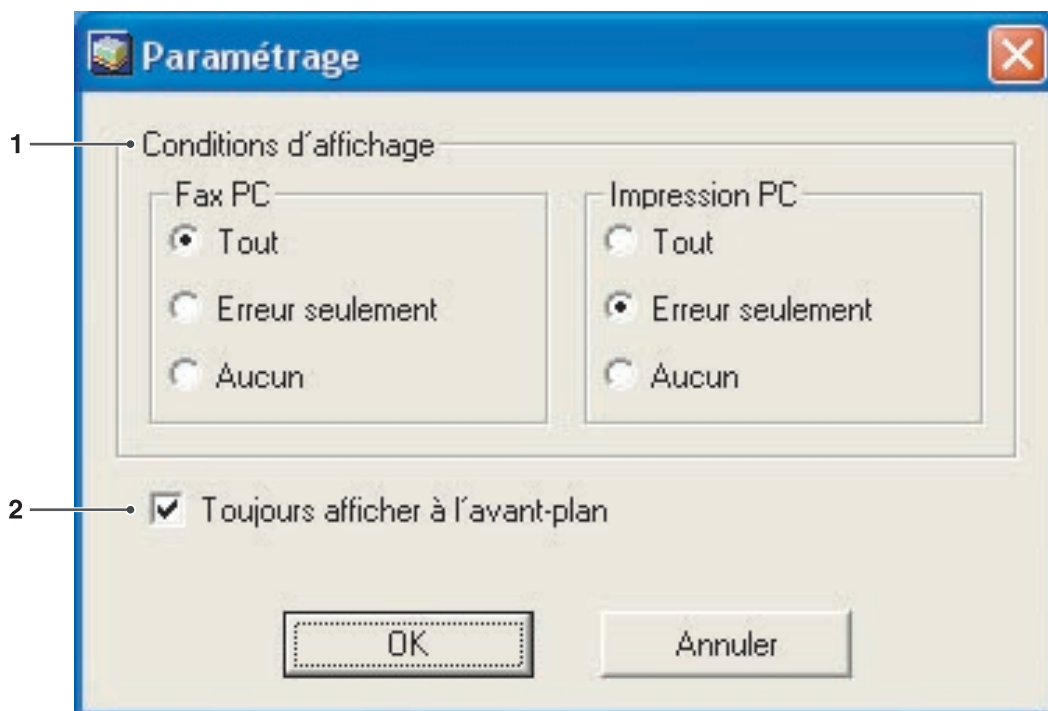 Paramétrage
1
Conditions d´affichage
Fax PC
Tout
Erreur seulement
Aucun
Impression PC
Tout
Erreur seulement
Aucun
2
Toujours afficher à l´avant-plan
OK
Annuler